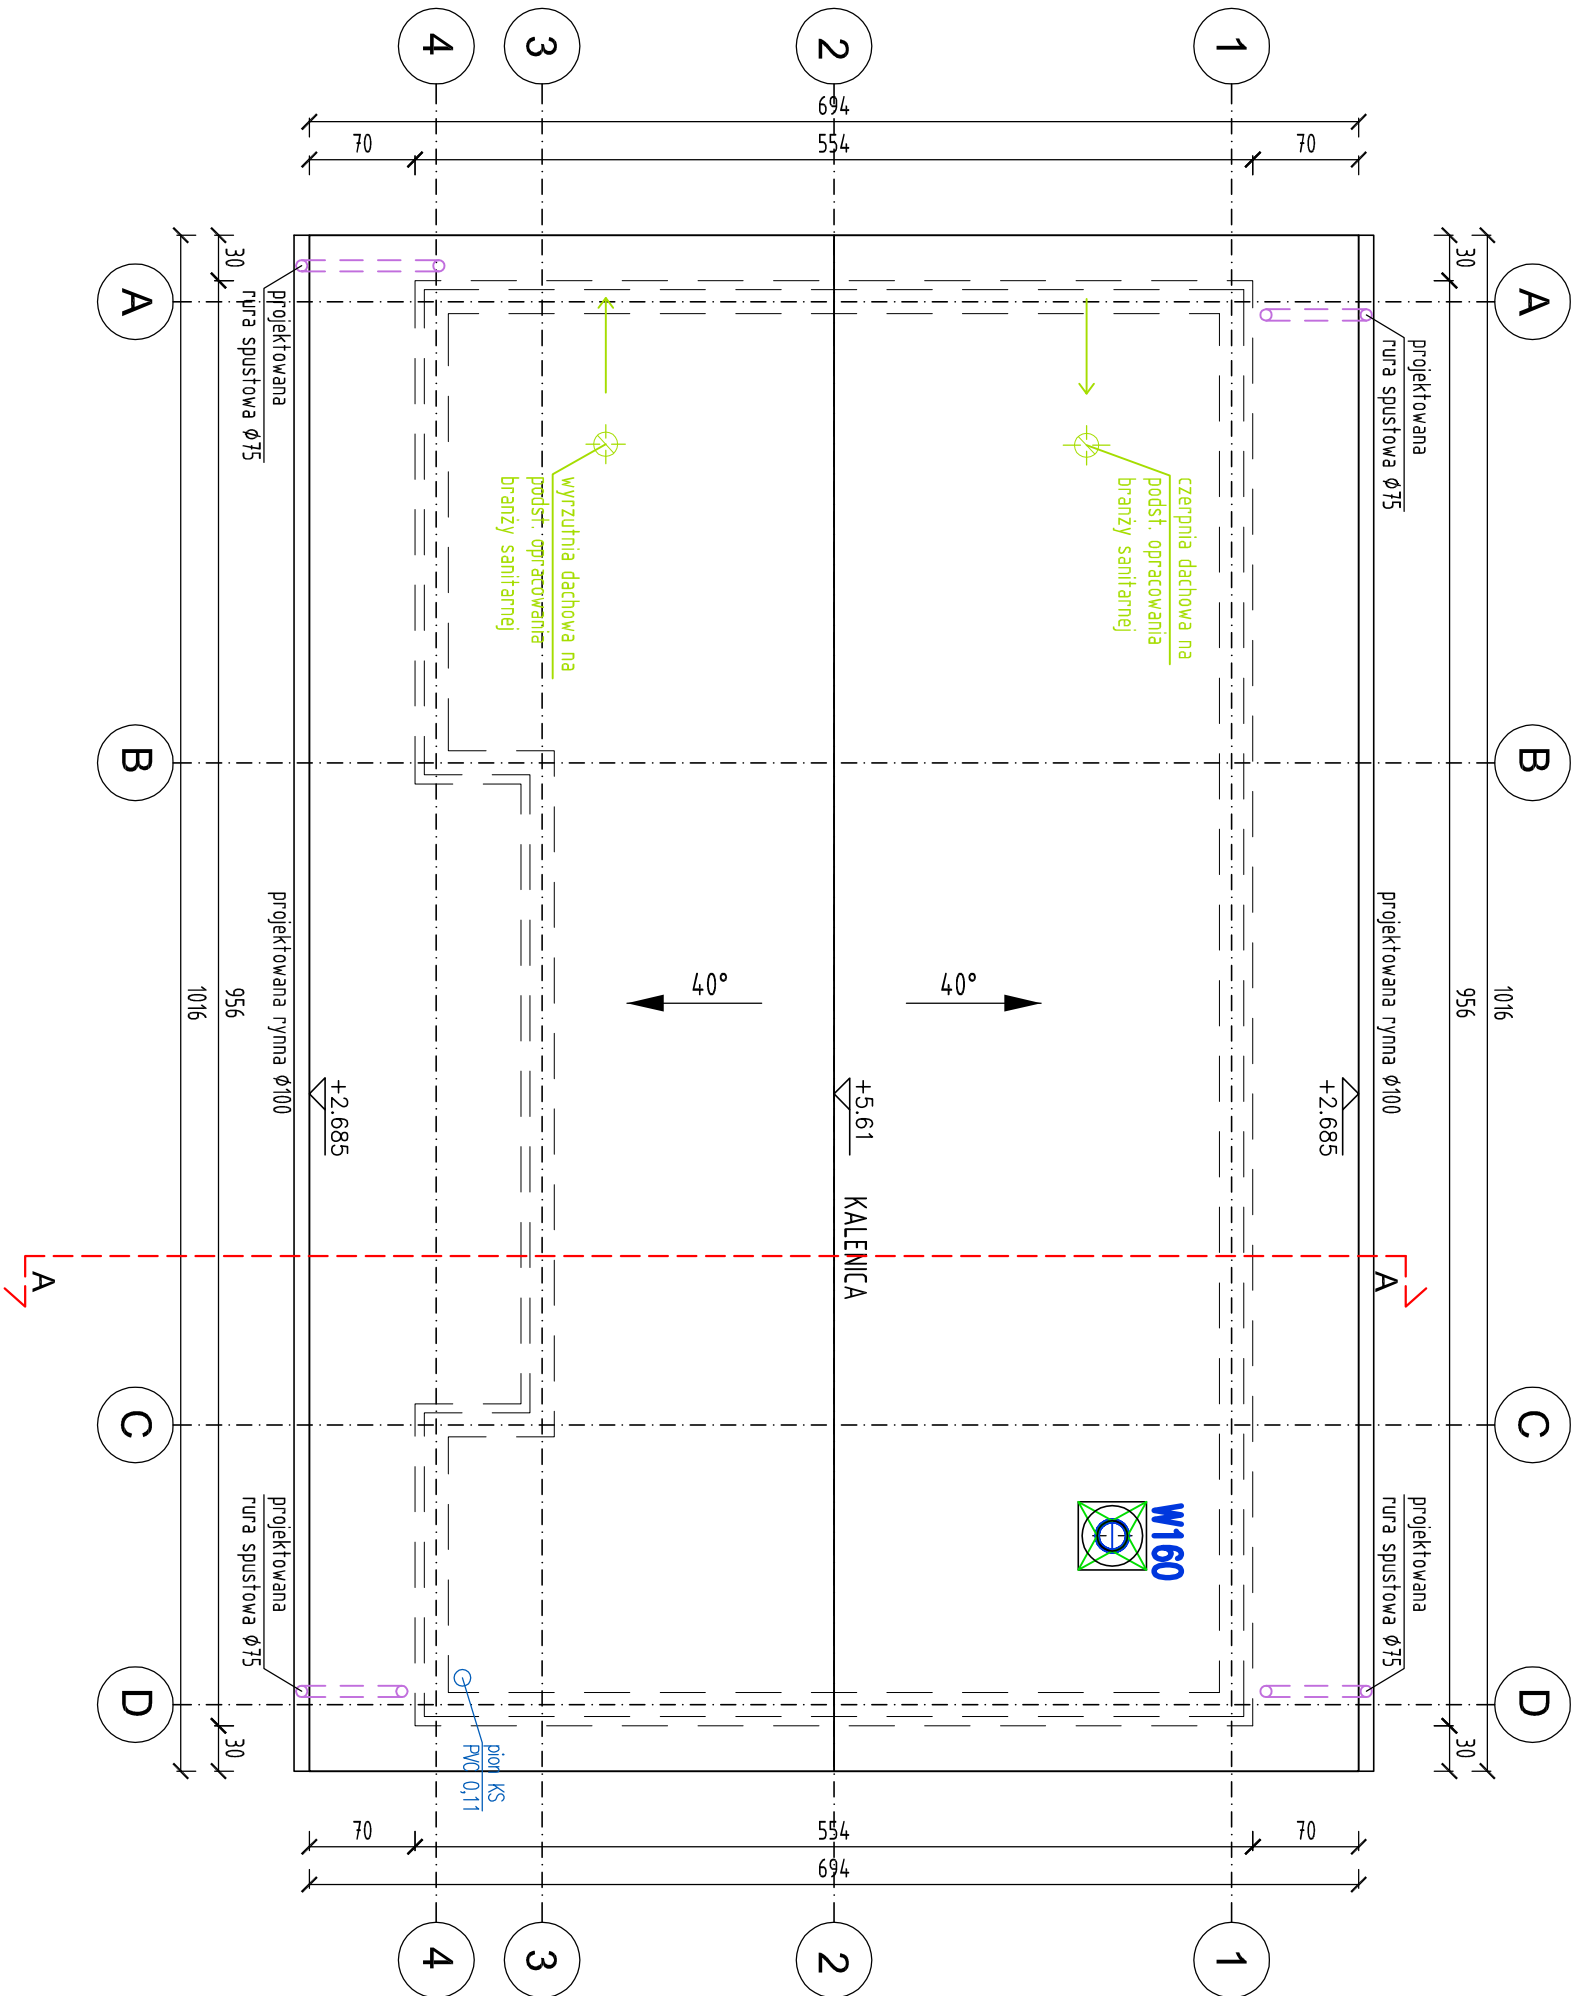 4
3
2
1
694
70
554
70
30
30
A
A
projektowana
rura spustowa Ø75
projektowana
rura spustowa Ø75
wyrzutnia dachowa na
podst. opracowania
branży sanitarnej
czerpnia dachowa na
podst. opracowania
branży sanitarnej
B
B
projektowana rynna Ø100
projektowana rynna Ø100
40°
40°
1016
956
956
1016
+2.685
+5.61
+2.685
KALENICA
A
A
C
C
W160
projektowana
rura spustowa Ø75
projektowana
rura spustowa Ø75
D
D
pion KS
PVC 0,11
30
30
70
554
70
694
4
3
2
1